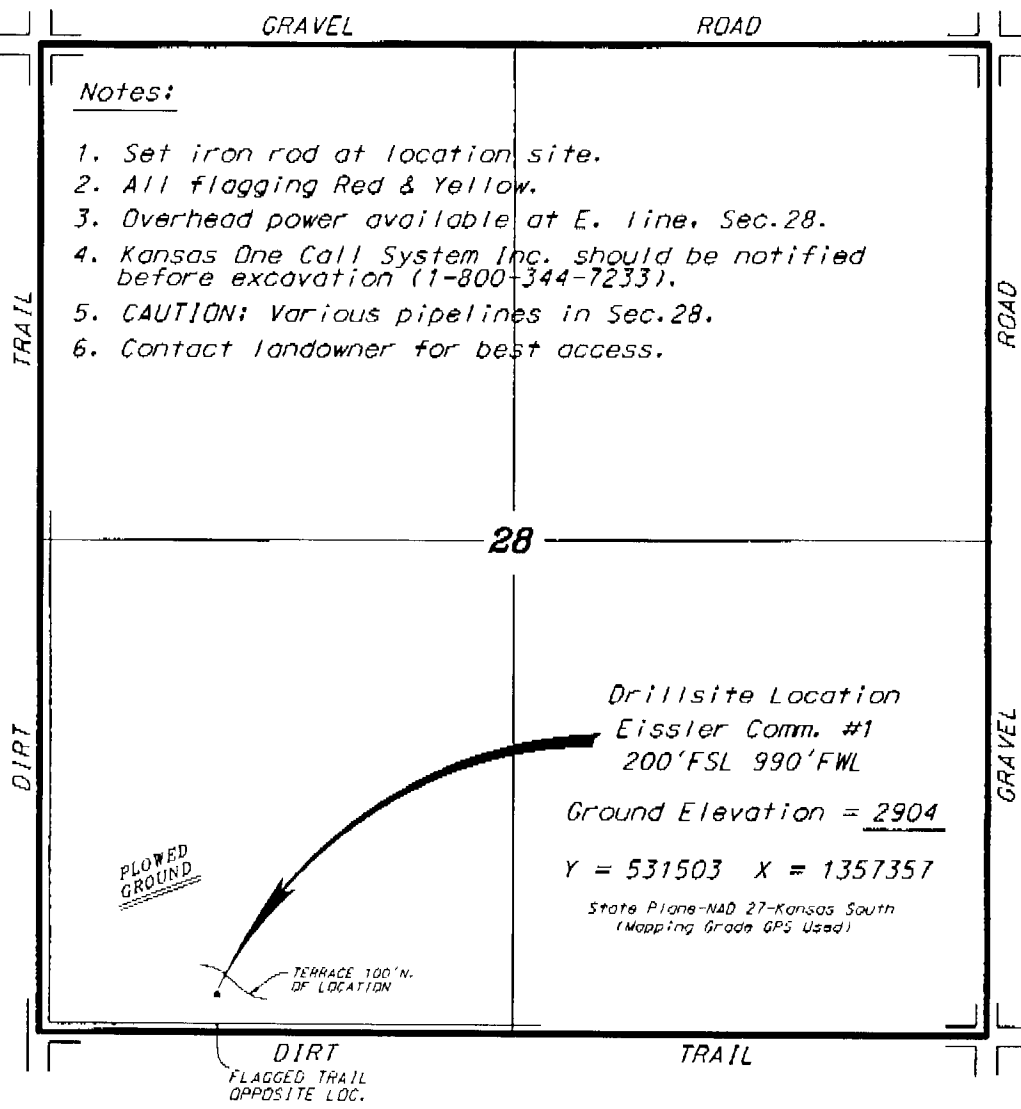 GRAVEL ROAD
Notes:
1. Set iron rod at location site.
2. All flagging Red & Yellow.
3. Overhead power available at E. line, Sec.28.
4. Kansas One Call System Inc. should be notified
before excavation (1-800-344-7233).
5. CAUTION: Various pipelines in Sec.28.
6. Contact landowner for best access.
TRAIL
ROAD
28
DIRT
GRAVEL
Drillsite Location
Eissler Comm. #1
200'FSL 990'FWL
Ground Elevation = 2904
Y = 531503 X = 1357357
State Plane-NAD 27-Kansas South
(Mapping Grade GPS Used)
PLOWED
GROUND
TERRACE 100'N.
OF LOCATION
DIRT TRAIL
FLAGGED TRAIL
OPPOSITE LOC.